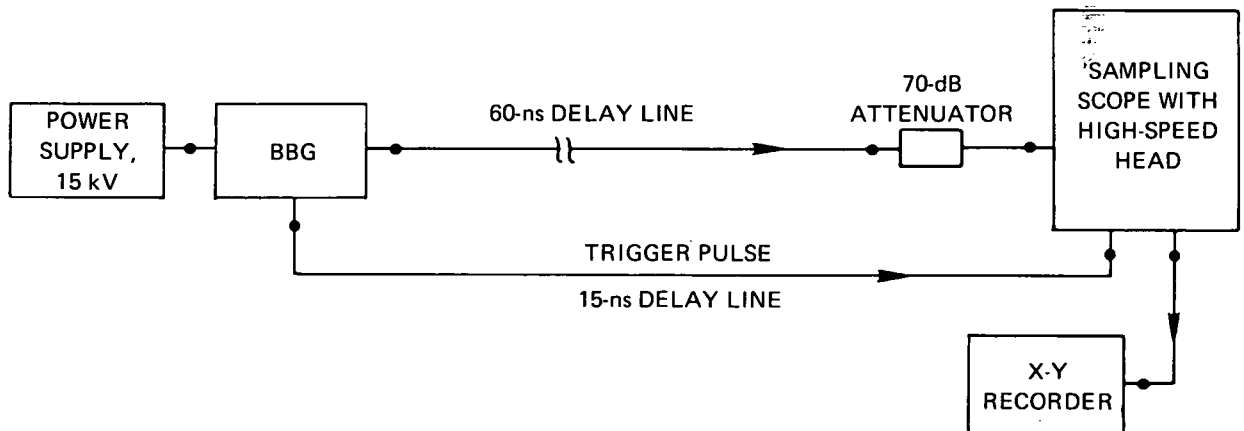 POWER
SUPPLY,
15 kV
BBG
60-ns DELAY LINE
70-dB
ATTENUATOR
SAMPLING
SCOPE WITH
HIGH-SPEED
HEAD
TRIGGER PULSE
15-ns DELAY LINE
X-Y
RECORDER